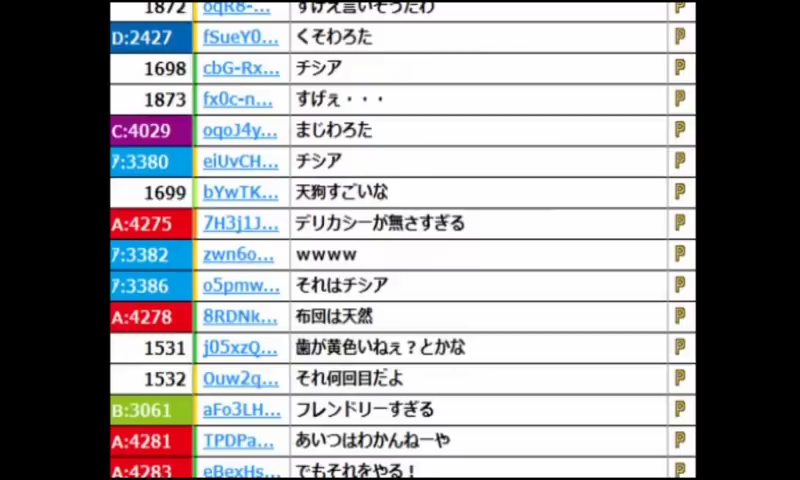 1872 oqR8-... すげえ言いそうだわ P
D:2427 fSueY0... くそわろた P
1698 cbG-Rx... チシア P
1873 fx0c-n... すげぇ・・・ P
C:4029 oqoJ4y... まじわろた P
ｱ:3380 eiUvCH... チシア P
1699 bYwTK... 天狗すごいな P
A:4275 7H3j1J... デリカシーが無さすぎる P
ｱ:3382 zwn6o... ｗｗｗｗ P
ｱ:3386 o5pmw... それはチシア P
A:4278 8RDNk... 布団は天然 P
1531 j05xzQ... 歯が黄色いねぇ？とかな P
1532 Ouw2q... それ何回目だよ P
B:3061 aFo3LH... フレンドリーすぎる P
A:4281 TPDPa... あいつはわかんねーや P
A:4283 eBexHs... でもそれをやる！ P